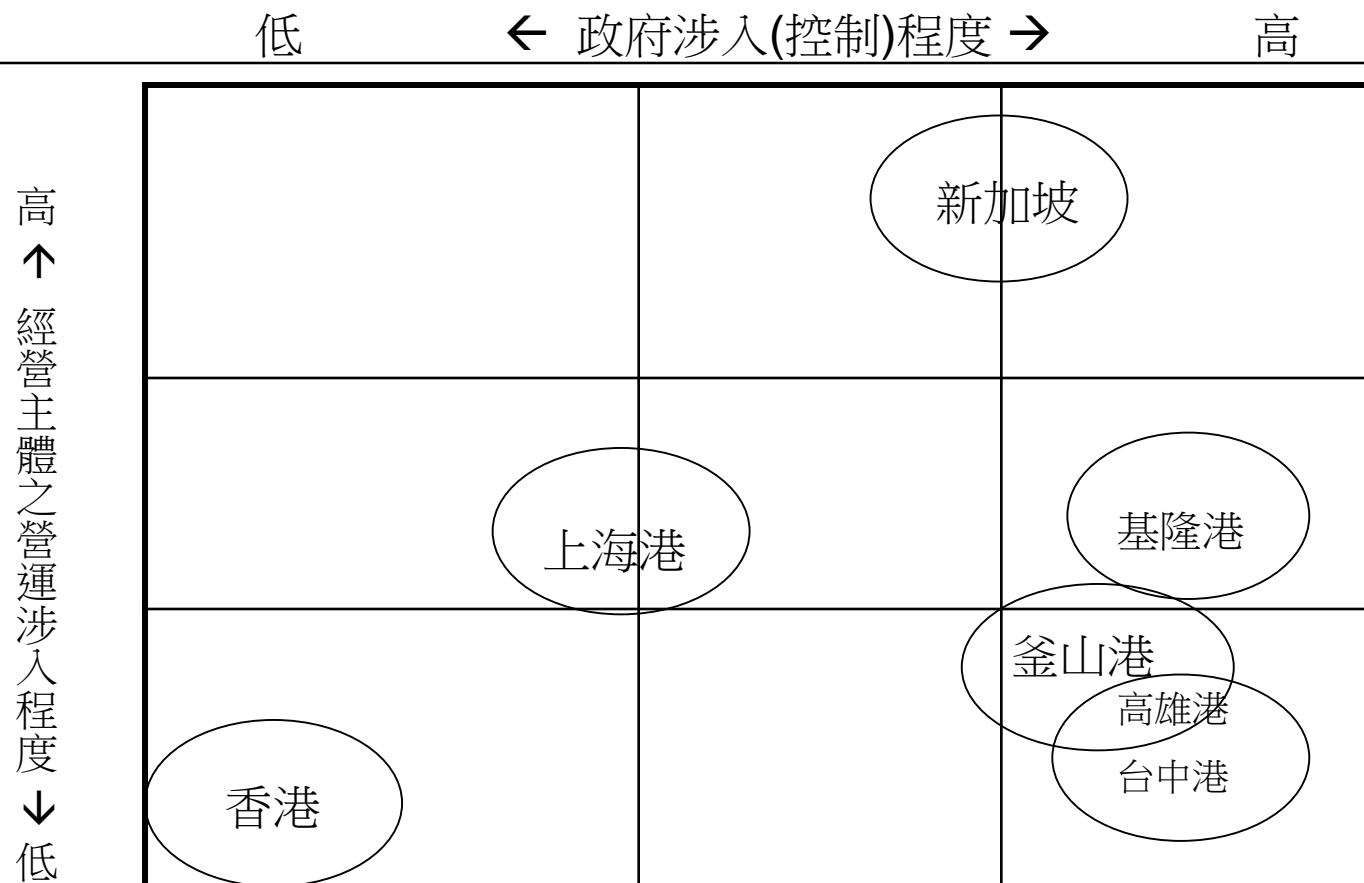 低 ← 政府涉入(控制)程度 → 高
高 ↑ 經營主體之營運涉入程度 ↓ 低
新加坡
上海港
基隆港
釜山港
高雄港
台中港
香港